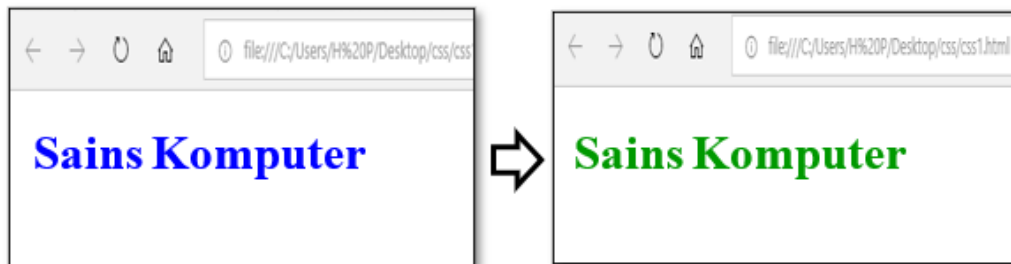 file:///C:/Users/H%20P/Desktop/css/css
Sains Komputer
file:///C:/Users/H%20P/Desktop/css/css1.html
Sains Komputer